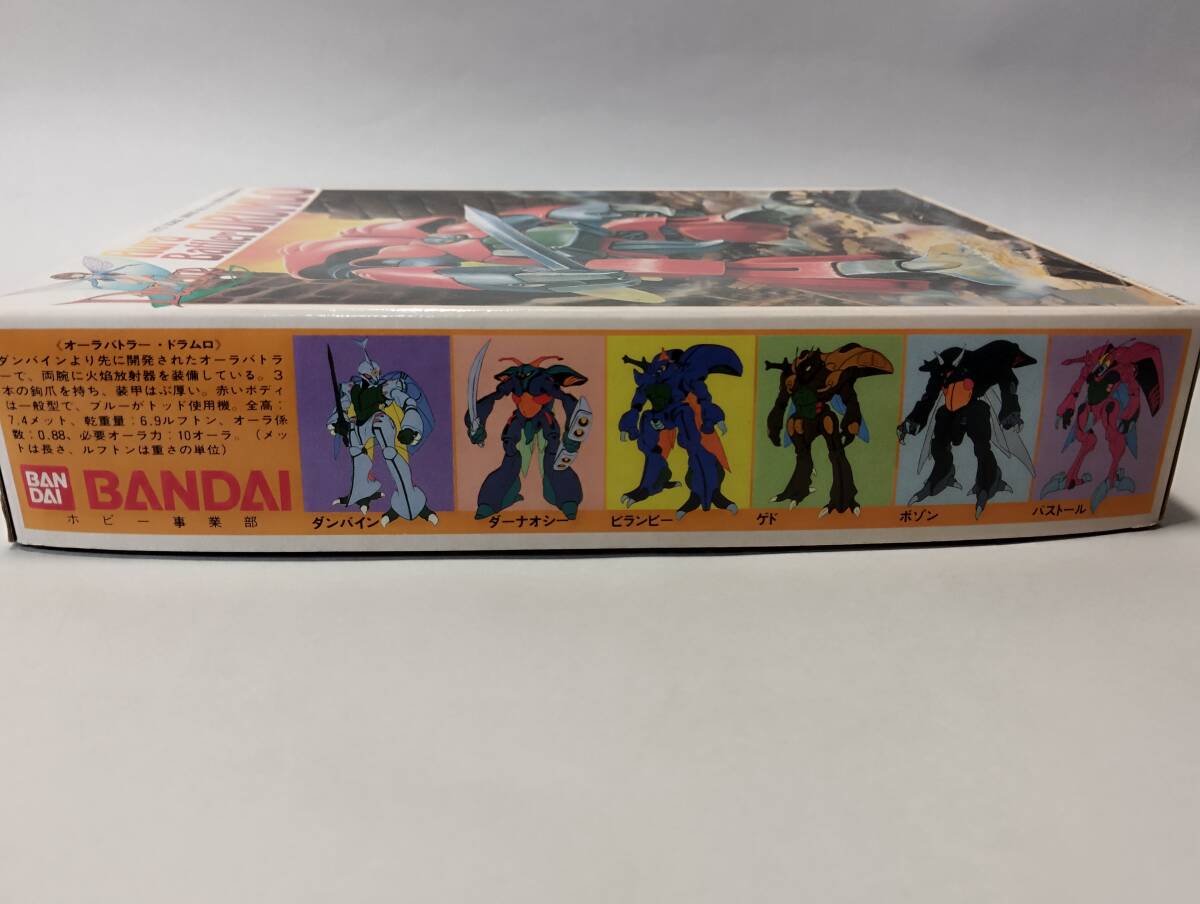 Battler DRUMLO
《オーラバトラー・ドラムロ》
ダンバインより先に開発されたオーラバトラ
ーで、両腕に火焔放射器を装備している。3
本の鉤爪を持ち、装甲はぶ厚い。赤いボディ
は一般型で、ブルーがトッド使用機。全高:
7.4メット、乾重量:6.9ルフトン、オーラ係
数:0.88、必要オーラ力:10オーラ。(メッ
トは長さ、ルフトンは重さの単位)
BAN
DAI
BANDAI
ホビー事業部
ダンバイン
ダーナオシー
ビランビー
ゲド
ボゾン
バストール